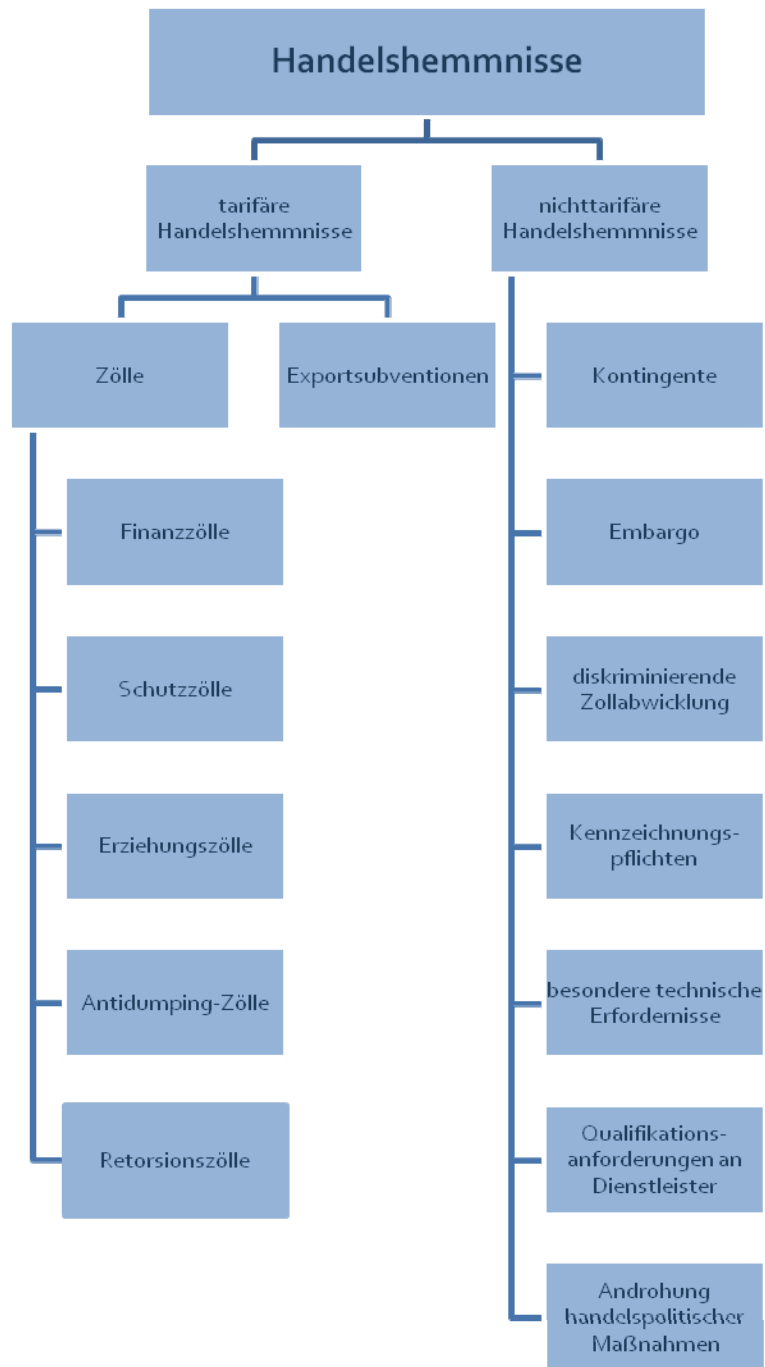 Handelshemmnisse
tarifäre
Handelshemmnisse
nichttarifäre
Handelshemmnisse
Zölle
Exportsubventionen
Kontingente
Finanzzölle
Embargo
Schutzzölle
diskriminierende
Zollabwicklung
Erziehungszölle
Kennzeichnungs-
pflichten
Antidumping-Zölle
besondere technische
Erfordernisse
Retorsionszölle
Qualifikations-
anforderungen an
Dienstleister
Androhung
handelspolitischer
Maßnahmen